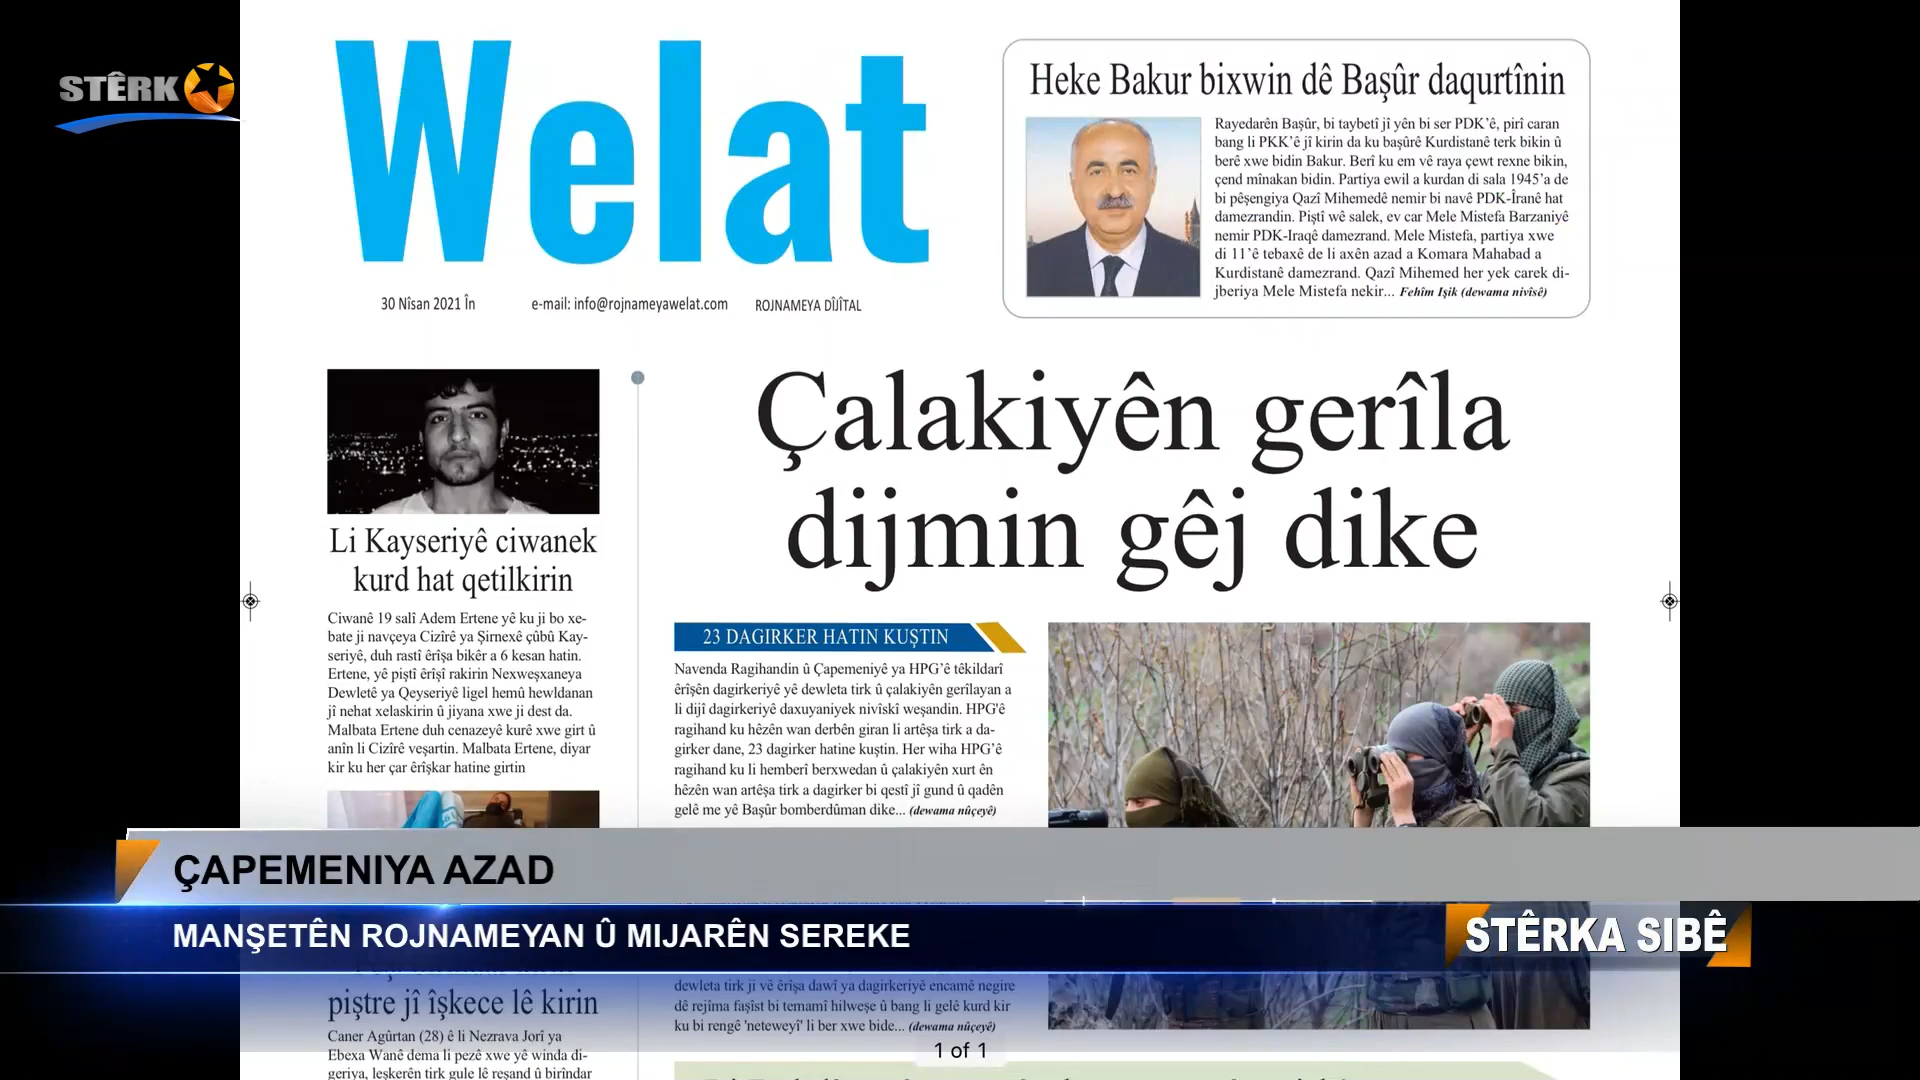 STÊRK
Welat
30 Nîsan 2021 În
e-mail: info@rojnameyawelat.com
ROJNAMEYA DÎJÎTAL
Heke Bakur bixwin dê Başûr daqurtînin
Rayedarên Başûr, bi taybetî jî yên bi ser PDK’ê, pirî caran
bang li PKK’ê jî kirin da ku başûrê Kurdistanê terk bikin û
berê xwe bidin Bakur. Berî ku em vê raya çewt rexne bikin,
çend mînakan bidin. Partiya ewil a kurdan di sala 1945’a de
bi pêşengiya Qazî Mihemedê nemir bi navê PDK-Îranê hat
damezrandin. Piştî wê salek, ev car Mele Mistefa Barzaniyê
nemir PDK-Iraqê damezrand. Mele Mistefa, partiya xwe
di 11’ê tebaxê de li axên azad a Komara Mahabad a
Kurdistanê damezrand. Qazî Mihemed her yek carek di-
jberiya Mele Mistefa nekir... Fehîm Işik (dewama nivîsê)
Li Kayseriyê ciwanek
kurd hat qetilkirin
Ciwanê 19 salî Adem Ertene yê ku ji bo xe-
bate ji navçeya Cizîrê ya Şirnexê çûbû Kay-
seriyê, duh rastî êrîşa bikêr a 6 kesan hatin.
Ertene, yê piştî êrîşî rakirin Nexweşxaneya
Dewletê ya Qeyseriyê ligel hemû hewldanan
jî nehat xelaskirin û jiyana xwe ji dest da.
Malbata Ertene duh cenazeyê kurê xwe girt û
anîn li Cizîrê veşartin. Malbata Ertene, diyar
kir ku her çar êrîşkar hatine girtin
Çalakiyên gerîla
dijmin gêj dike
23 DAGIRKER HATIN KUŞTIN
Navenda Ragihandin û Çapemeniyê ya HPG’ê têkildarî
êrîşên dagirkeriyê yê dewleta tirk û çalakiyên gerîlayan a
li dijî dagirkeriyê daxuyaniyek nivîskî weşandin. HPG'ê
ragihand ku hêzên wan derbên giran li artêşa tirk a da-
girker dane, 23 dagirker hatine kuştin. Her wiha HPG’ê
ragihand ku li hemberî berxwedan û çalakiyên xurt ên
hêzên wan artêşa tirk a dagirker bi qestî jî gund û qadên
gelê me yê Başûr bomberdûman dike... (dewama nûçeyê)
ÇAPEMENIYA AZAD
MANŞETÊN ROJNAMEYAN Û MIJARÊN SEREKE
STÊRKA SIBÊ
piştre jî îşkece lê kirin
Caner Agûrtan (28) ê li Nezrava Jorî ya
Ebexa Wanê dema li pezê xwe yê winda di-
geriya, leşkerên tirk gule lê reşand û birîndar
dewleta tirk ji vê êrîşa dawî ya dagirkeriyê encamê negire
dê rejîma faşîst bi temamî hilweşe û bang li gelê kurd kir
ku bi rengê 'neteweyî' li ber xwe bide... (dewama nûçeyê)
1 of 1